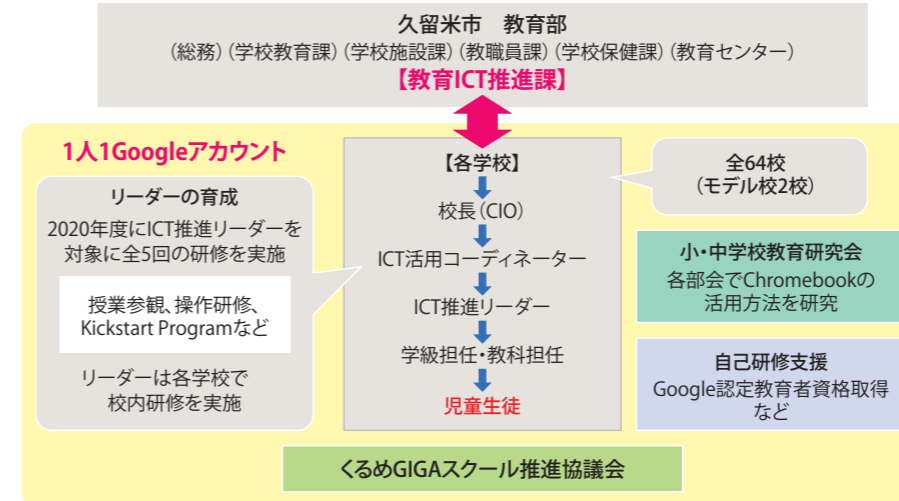 久留米市　教育部
（総務）（学校教育課）（学校施設課）（教職員課）（学校保健課）（教育センター）
【教育ICT推進課】
1人1Googleアカウント
リーダーの育成
2020年度にICT推進リーダーを
対象に全5回の研修を実施
授業参観、操作研修、
Kickstart Programなど
リーダーは各学校で
校内研修を実施
【各学校】
校長（CIO）
ICT活用コーディネーター
ICT推進リーダー
学級担任・教科担任
児童生徒
全64校
（モデル校2校）
小・中学校教育研究会
各部会でChromebookの
活用方法を研究
自己研修支援
Google認定教育者資格取得
など
くるめGIGAスクール推進協議会